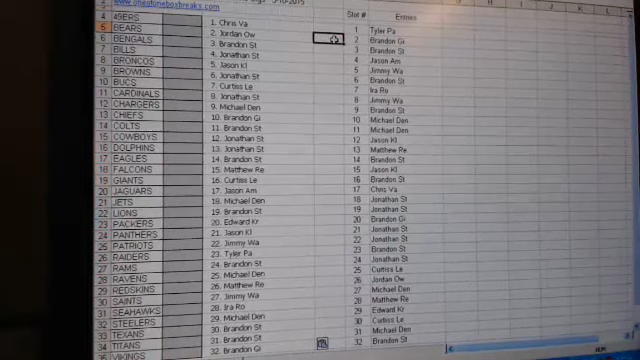 www.onestoneboxbreaks.com
3-10-2015
Slot # Entries
4 49ERS 1. Chris Va 1 Tyler Pa
5 BEARS 2. Jordan Ow 2 Brandon Gi
6 BENGALS 3. Brandon St 3 Brandon St
7 BILLS 4. Jonathan St 4 Jason Am
8 BRONCOS 5. Jason Kl 5 Jimmy Wa
9 BROWNS 6. Jonathan St 6 Brandon St
10 BUCS 7. Curtiss Le 7 Ira Ro
11 CARDINALS 8. Jonathan St 8 Jimmy Wa
12 CHARGERS 9. Michael Den 9 Brandon St
13 CHIEFS 10. Brandon Gi 10 Michael Den
14 COLTS 11. Brandon St 11 Michael Den
15 COWBOYS 12. Jonathan St 12 Jason Kl
16 DOLPHINS 13. Jonathan St 13 Matthew Re
17 EAGLES 14. Brandon St 14 Brandon St
18 FALCONS 15. Matthew Re 15 Jason Kl
19 GIANTS 16. Curtiss Le 16 Brandon St
20 JAGUARS 17. Jason Am 17 Chris Va
21 JETS 18. Michael Den 18 Jonathan St
22 LIONS 19. Brandon St 19 Jonathan St
23 PACKERS 20. Edward Kr 20 Brandon Gi
24 PANTHERS 21. Jason Kl 21 Jonathan St
25 PATRIOTS 22. Jimmy Wa 22 Jonathan St
26 RAIDERS 23. Tyler Pa 23 Brandon St
27 RAMS 24. Brandon St 24 Jonathan St
28 RAVENS 25. Michael Den 25 Curtiss Le
29 REDSKINS 26. Matthew Re 26 Jordan Ow
30 SAINTS 27. Jimmy Wa 27 Michael Den
31 SEAHAWKS 28. Ira Ro 28 Matthew Re
32 STEELERS 29. Michael Den 29 Edward Kr
33 TEXANS 30. Brandon St 30 Curtiss Le
34 TITANS 31. Brandon St 31 Michael Den
35 VIKINGS 32. Brandon Gi 32 Brandon St
NUM